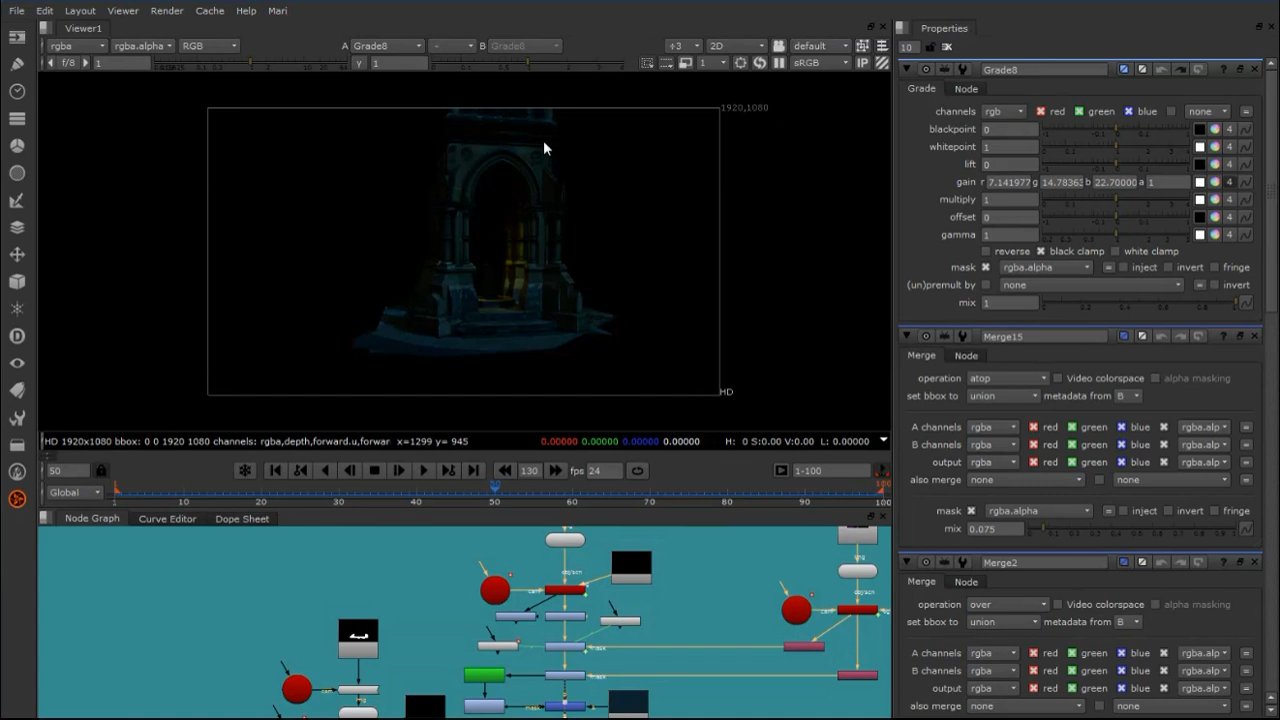 File Edit Layout Viewer Render Cache Help Mari
Viewer1
rgba rgba.alpha RGB A Grade8 - B Grade8 ÷3 2D default
f/8 1 γ 1 1 sRGB IP
1920,1080
HD
HD 1920x1080 bbox: 0 0 1920 1080 channels: rgba,depth,forward.u,forwar x=1299 y= 945 0.00000 0.00000 0.00000 0.00000 H: 0 S:0.00 V:0.00 L: 0.00000
50 130 fps 24 1-100
Global 1 10 20 30 40 50 60 70 80 90 100 100
Node Graph Curve Editor Dope Sheet
Properties
10
Grade8
Grade Node
channels rgb red green blue none =
blackpoint 0 4
whitepoint 1 4
lift 0 4
gain r 7.141977 g 14.78363 b 22.70000 a 1 4
multiply 1 4
offset 0 4
gamma 1 4
reverse black clamp white clamp
mask rgba.alpha = inject invert fringe
(un)premult by none = invert
mix 1
Merge15
Merge Node
operation atop Video colorspace alpha masking
set bbox to union metadata from B
A channels rgba red green blue rgba.alp =
B channels rgba red green blue rgba.alp =
output rgba red green blue rgba.alp =
also merge none none =
mask rgba.alpha = inject invert fringe
mix 0.075
Merge2
Merge Node
operation over Video colorspace alpha masking
set bbox to union metadata from B
A channels rgba red green blue rgba.alp =
B channels rgba red green blue rgba.alp =
output rgba red green blue rgba.alp =
also merge none none =